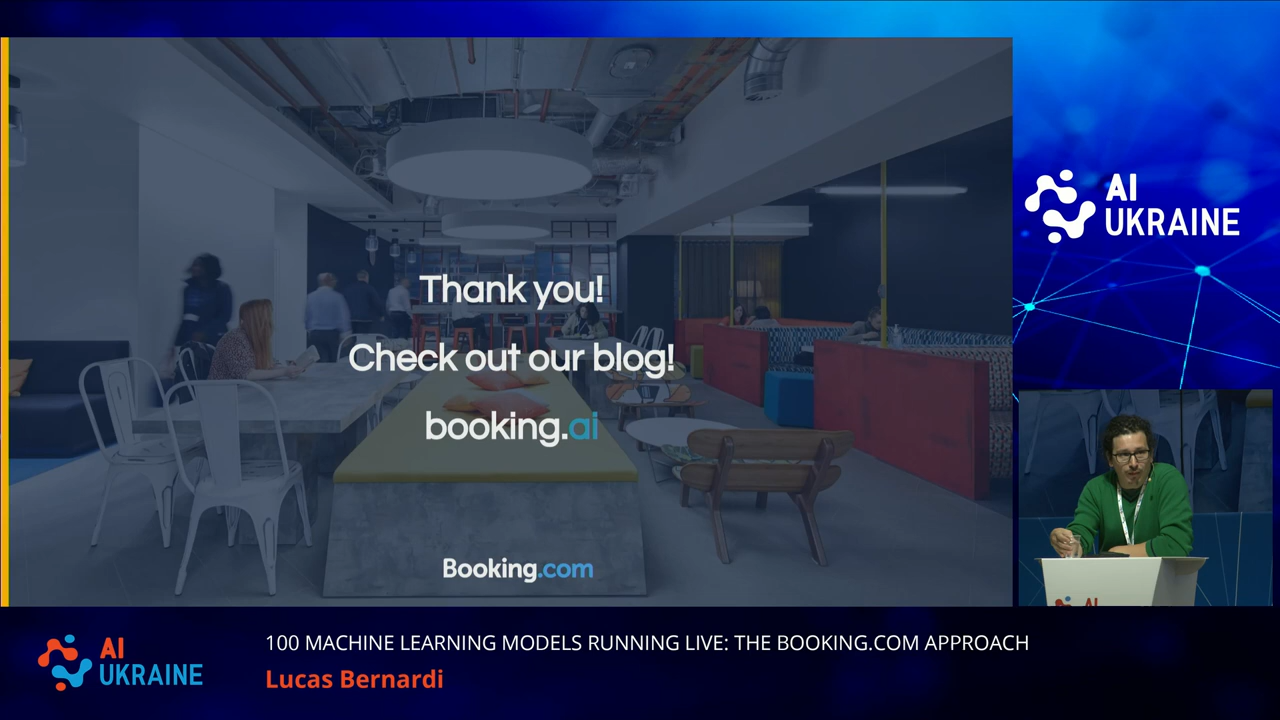 Thank you!
Check out our blog!
booking.ai
Booking.com
AI
UKRAINE
AI
AI
UKRAINE
100 MACHINE LEARNING MODELS RUNNING LIVE: THE BOOKING.COM APPROACH
Lucas Bernardi